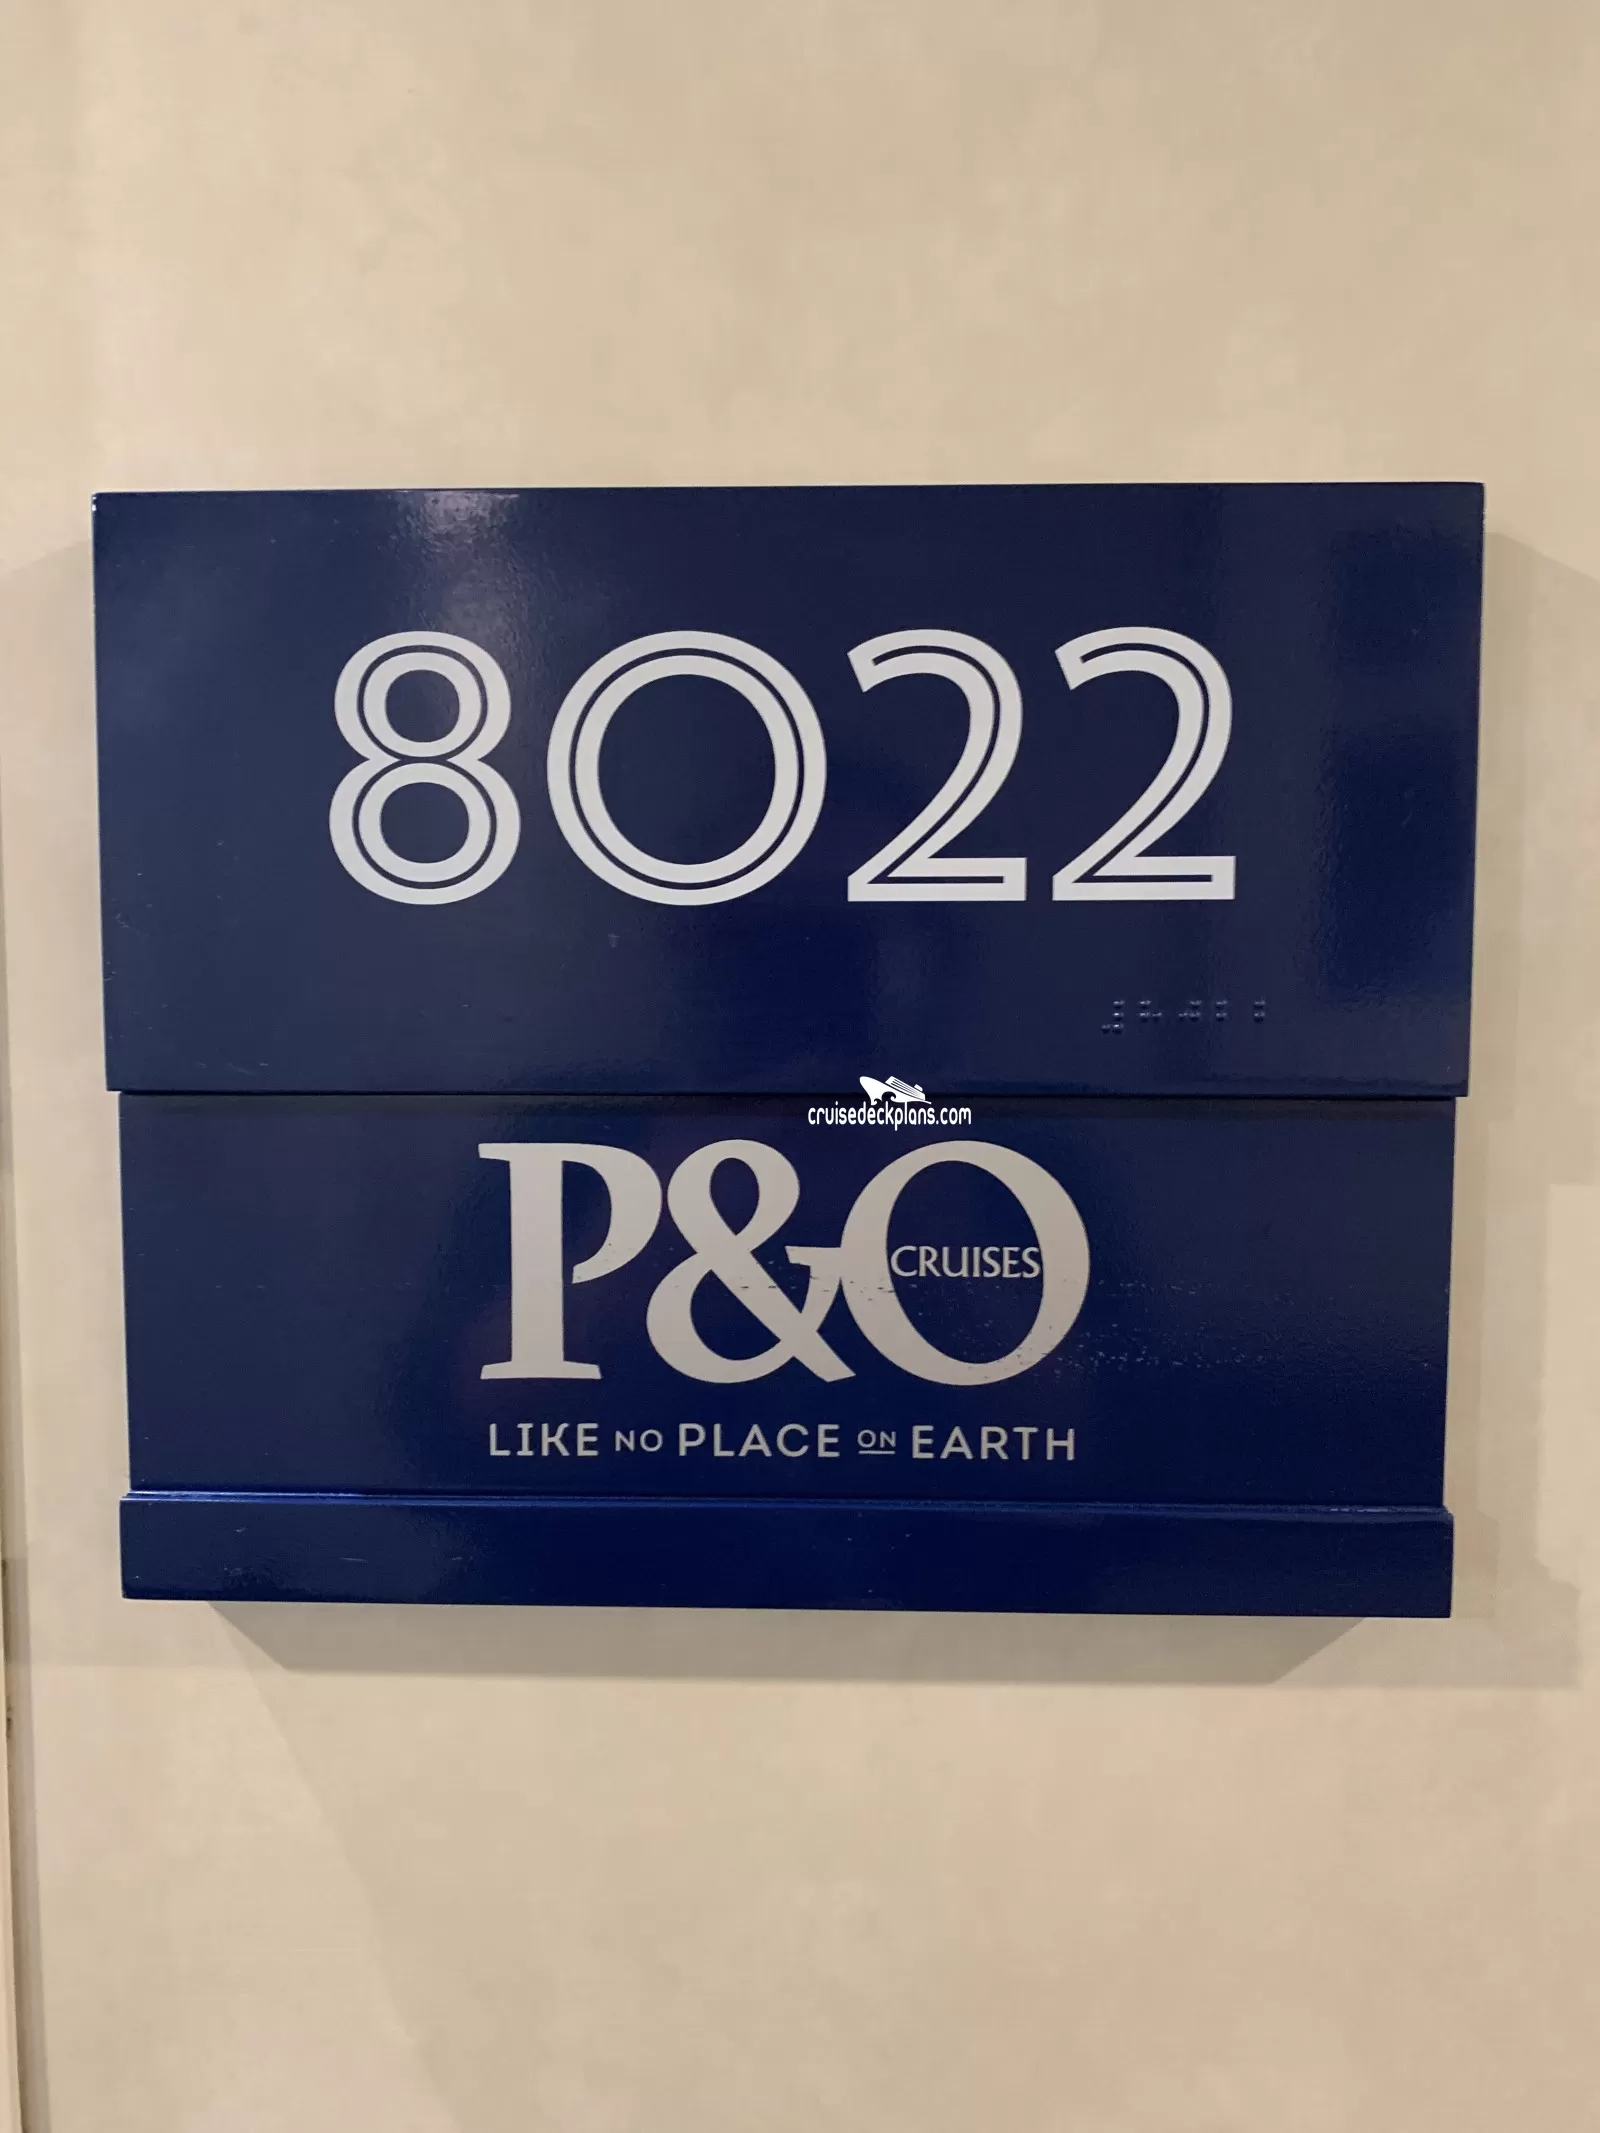 8022
cruisedeckplans.com
P&O
CRUISES
LIKE NO PLACE ON EARTH